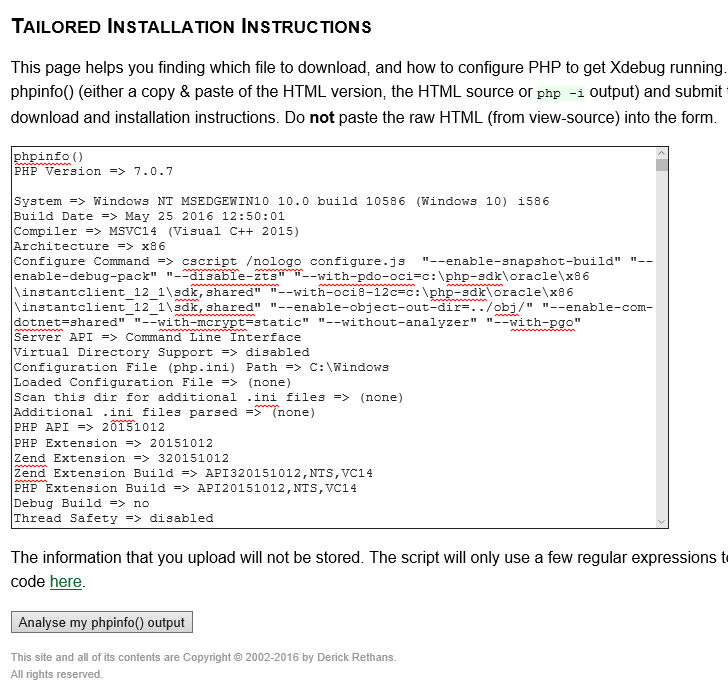 TAILORED INSTALLATION INSTRUCTIONS
This page helps you finding which file to download, and how to configure PHP to get Xdebug running.
phpinfo() (either a copy & paste of the HTML version, the HTML source or php -i output) and submit
download and installation instructions. Do not paste the raw HTML (from view-source) into the form.
phpinfo()
PHP Version => 7.0.7
System => Windows NT MSEDGEWIN10 10.0 build 10586 (Windows 10) i586
Build Date => May 25 2016 12:50:01
Compiler => MSVC14 (Visual C++ 2015)
Architecture => x86
Configure Command => cscript /nologo configure.js  "--enable-snapshot-build" "--
enable-debug-pack" "--disable-zts" "--with-pdo-oci=c:\php-sdk\oracle\x86
\instantclient_12_1\sdk,shared" "--with-oci8-12c=c:\php-sdk\oracle\x86
\instantclient_12_1\sdk,shared" "--enable-object-out-dir=../obj/" "--enable-com-
dotnet=shared" "--with-mcrypt=static" "--without-analyzer" "--with-pgo"
Server API => Command Line Interface
Virtual Directory Support => disabled
Configuration File (php.ini) Path => C:\Windows
Loaded Configuration File => (none)
Scan this dir for additional .ini files => (none)
Additional .ini files parsed => (none)
PHP API => 20151012
PHP Extension => 20151012
Zend Extension => 320151012
Zend Extension Build => API320151012,NTS,VC14
PHP Extension Build => API20151012,NTS,VC14
Debug Build => no
Thread Safety => disabled
The information that you upload will not be stored. The script will only use a few regular expressions
code here.
Analyse my phpinfo() output
This site and all of its contents are Copyright © 2002-2016 by Derick Rethans.
All rights reserved.